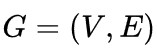 G = (V, E)